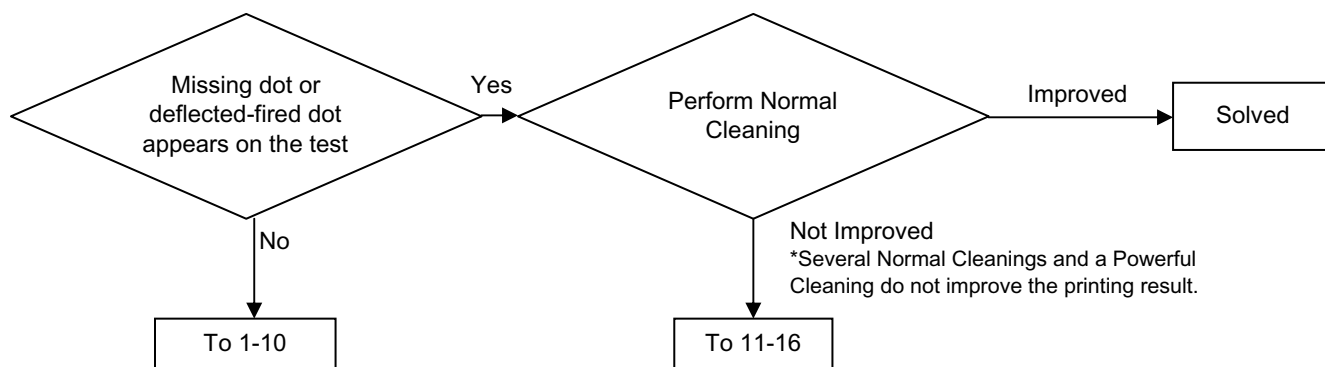 Missing dot or
deflected-fired dot
appears on the test
Yes
Perform Normal
Cleaning
Improved
Solved
No
Not Improved
*Several Normal Cleanings and a Powerful
Cleaning do not improve the printing result.
To 1-10
To 11-16